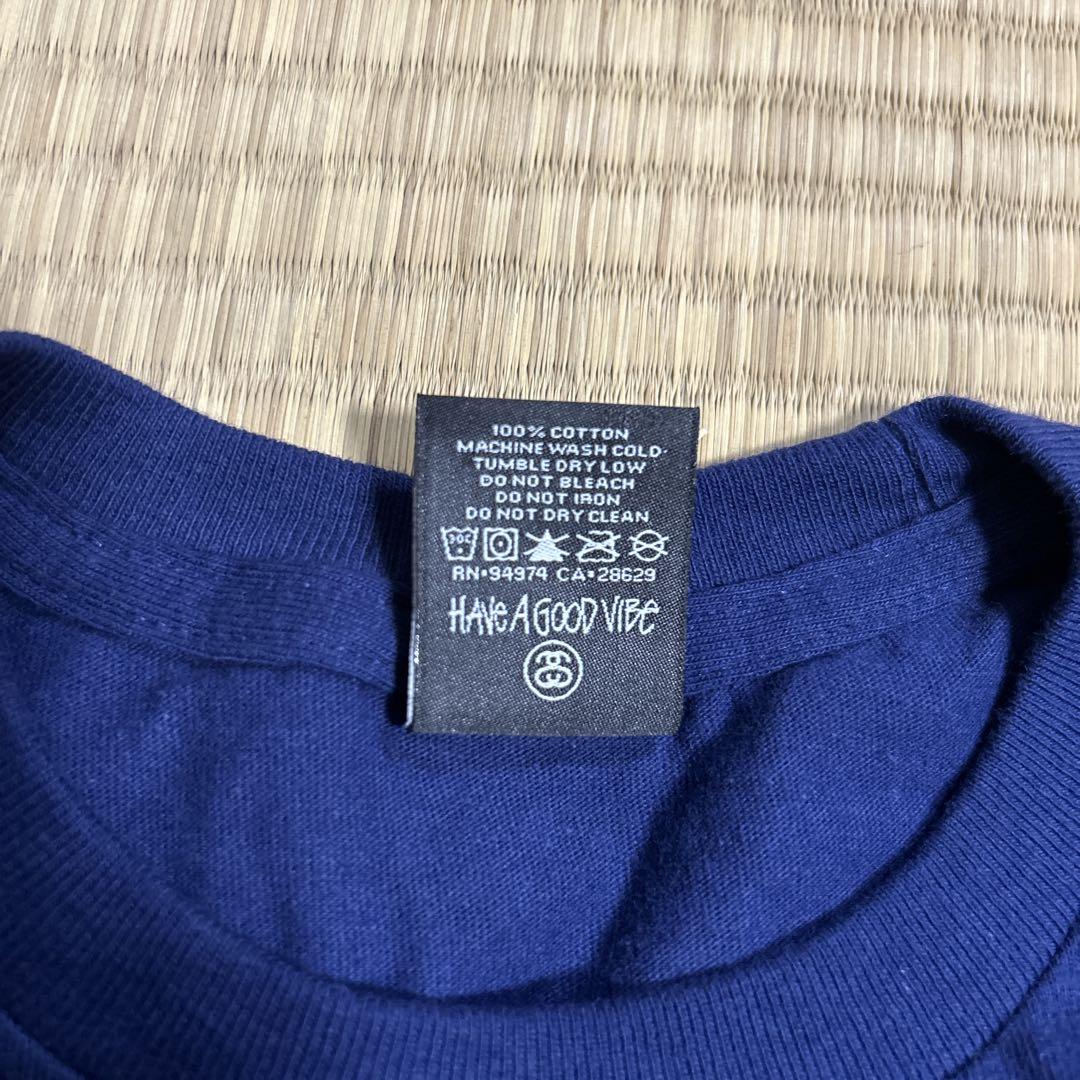 100% COTTON
MACHINE WASH COLD·
TUMBLE DRY LOW
DO NOT BLEACH
DO NOT IRON
DO NOT DRY CLEAN
30C
RN·94974 CA·28629
HAVE A GOOD VIBE